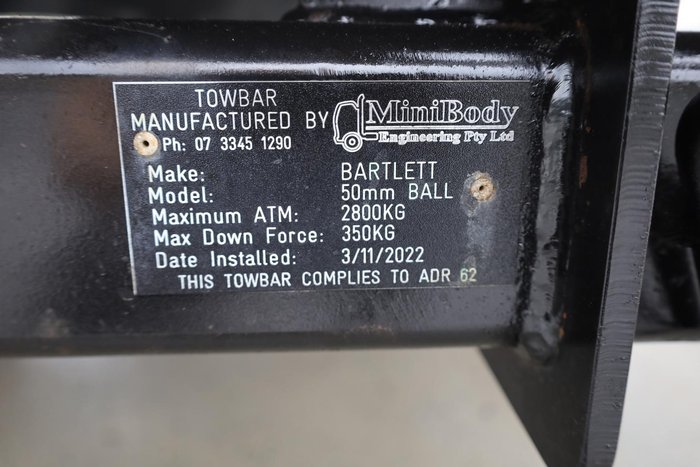 TOWBAR
MANUFACTURED BY MiniBody
Engineering Pty Ltd
Ph: 07 3345 1290
Make: BARTLETT
Model: 50mm BALL
Maximum ATM: 2800KG
Max Down Force: 350KG
Date Installed: 3/11/2022
THIS TOWBAR COMPLIES TO ADR 62